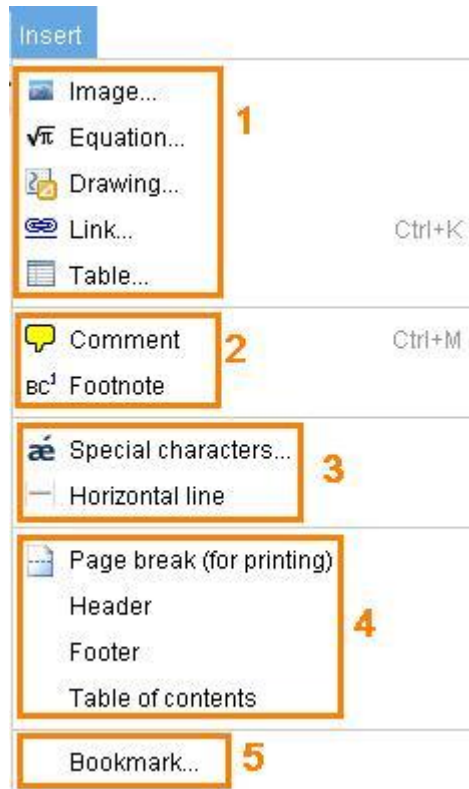 Insert
Image...
1
√π Equation...
Drawing...
Link... Ctrl+K
Table...
Comment Ctrl+M
2
BC¹ Footnote
æ Special characters...
3
Horizontal line
Page break (for printing)
Header
4
Footer
Table of contents
Bookmark... 5